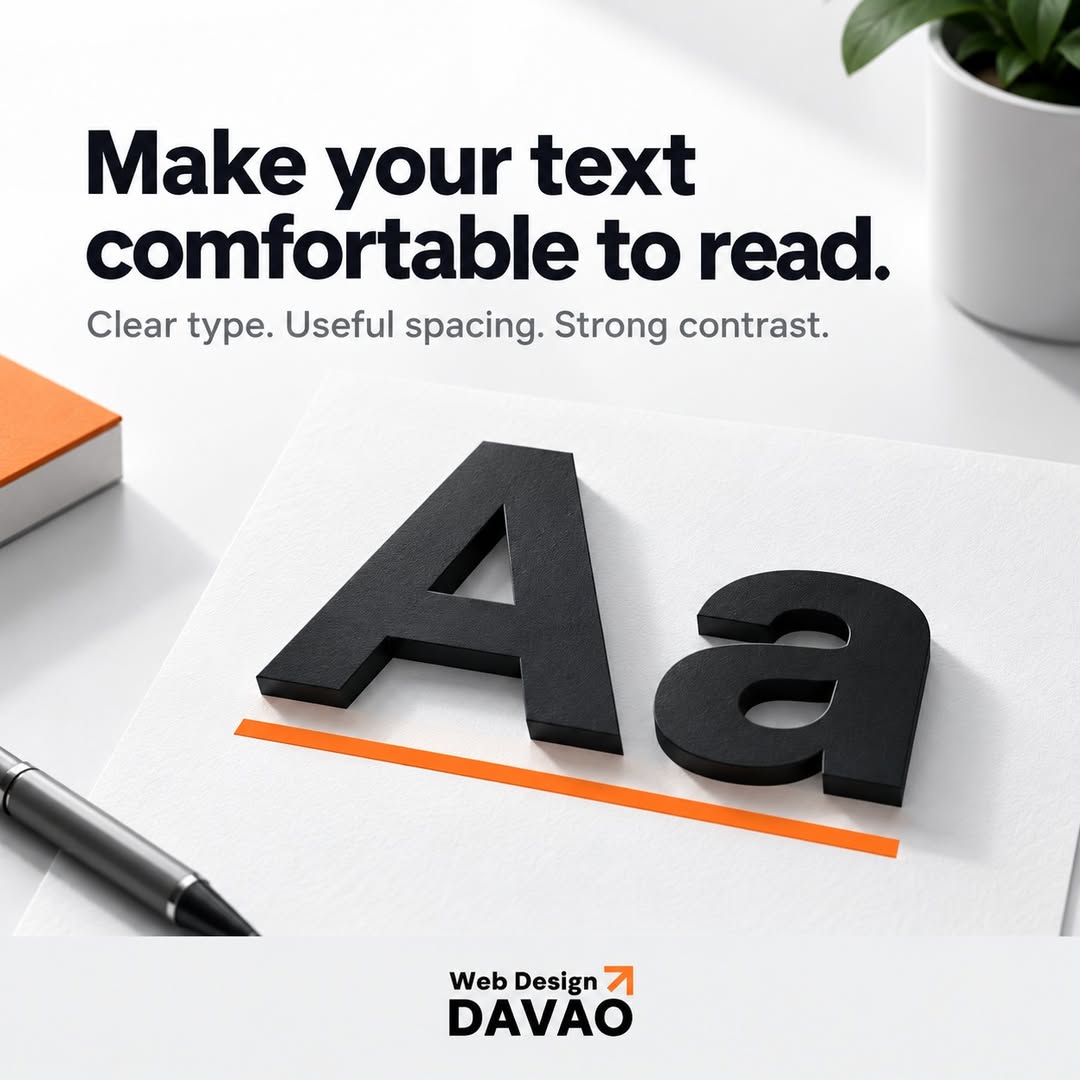 Make your text
comfortable to read.
Clear type. Useful spacing. Strong contrast.
Aa
Web Design
DAVAO